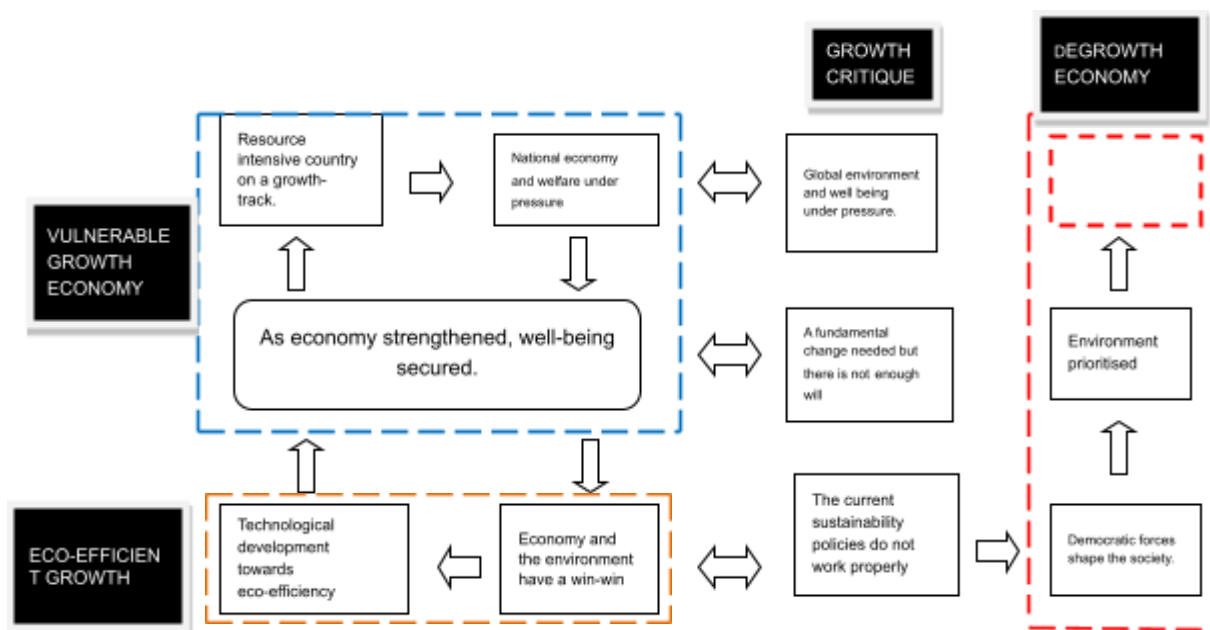 GROWTH
CRITIQUE
DEGROWTH
ECONOMY
Resource
intensive country
on a growth-
track.
National economy
and welfare under
pressure
Global environment
and well being
under pressure.
VULNERABLE
GROWTH
ECONOMY
As economy strengthened, well-being
secured.
A fundamental
change needed but
there is not enough
will
Environment
prioritised
ECO-EFFICIEN
T GROWTH
Technological
development
towards
eco-efficiency
Economy and
the environment
have a win-win
The current
sustainability
policies do not
work properly
Democratic forces
shape the society.